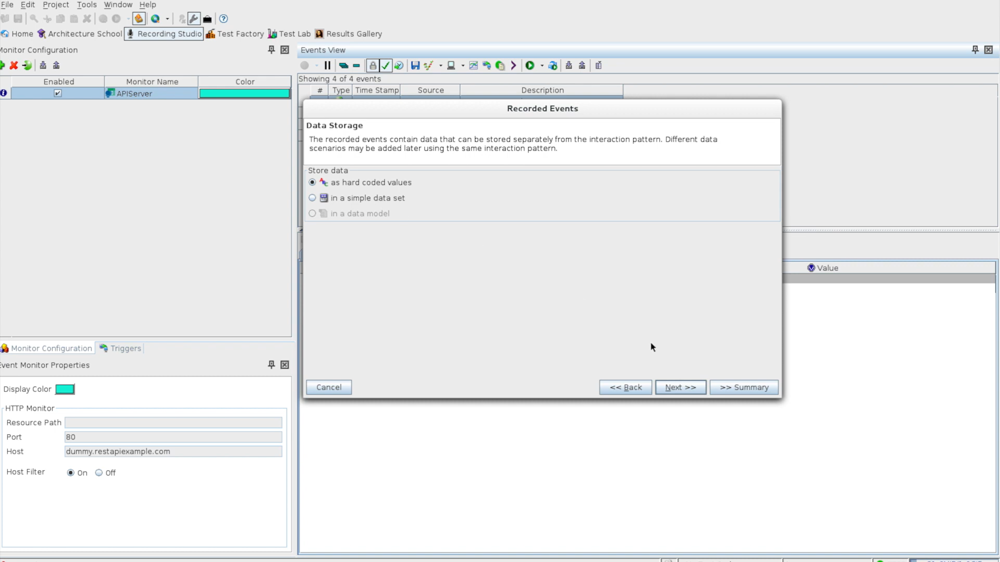 File Edit Project Tools Window Help
Home Architecture School Recording Studio Test Factory Test Lab Results Gallery
Monitor Configuration
Enabled Monitor Name Color
APIServer
Monitor Configuration Triggers
Event Monitor Properties
Display Color
HTTP Monitor
Resource Path
Port 80
Host dummy.restapiexample.com
Host Filter On Off
Events View
Showing 4 of 4 events
# Type Time Stamp Source Description
Recorded Events
Data Storage
The recorded events contain data that can be stored separately from the interaction pattern. Different data
scenarios may be added later using the same interaction pattern.
Store data
as hard coded values
in a simple data set
in a data model
Cancel << Back Next >> >> Summary
Value